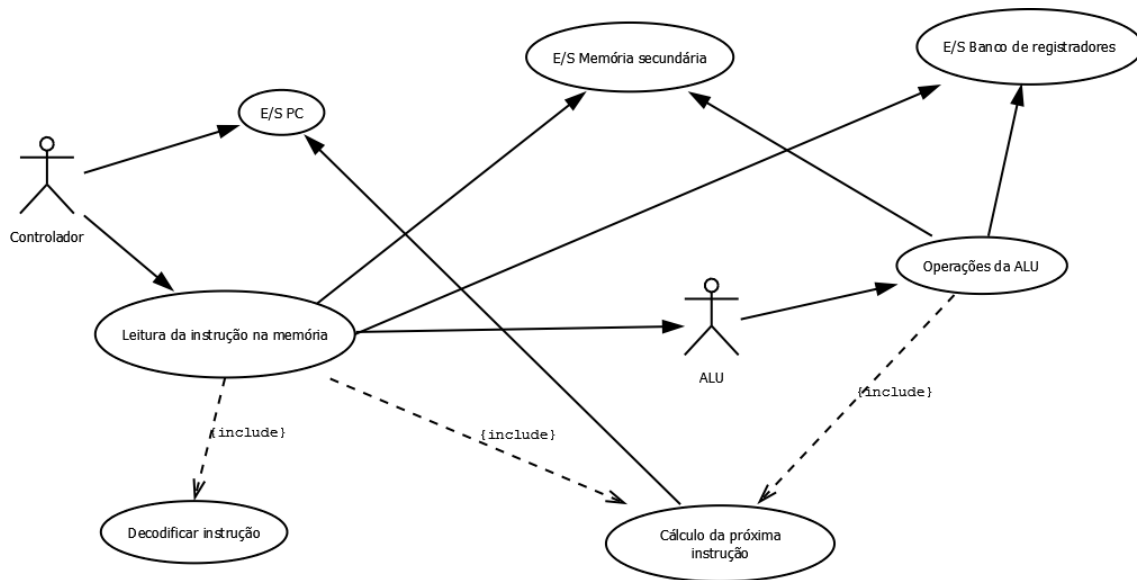 E/S Banco de registradores
E/S Memória secundária
E/S PC
Controlador
Operações da ALU
Leitura da instrução na memória
ALU
{include}
{include}
{include}
Decodificar instrução
Cálculo da próxima
instrução